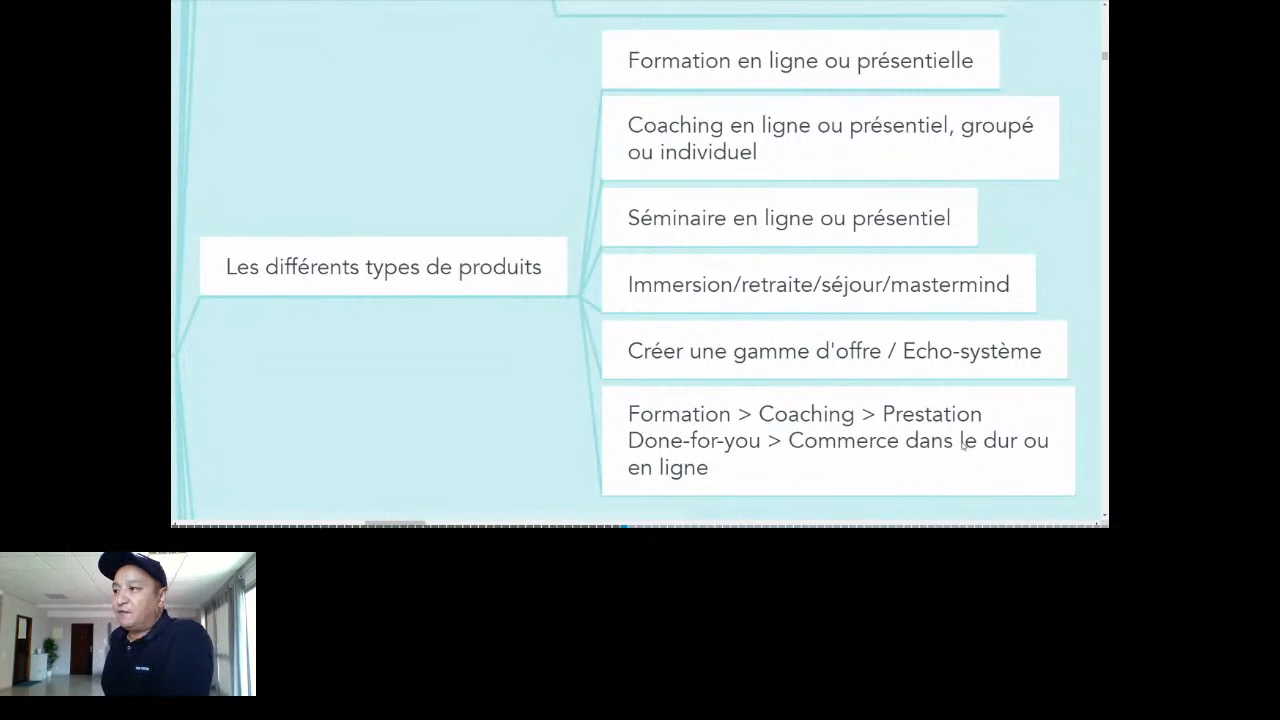 Formation en ligne ou présentielle
Coaching en ligne ou présentiel, groupé
ou individuel
Séminaire en ligne ou présentiel
Les différents types de produits
Immersion/retraite/séjour/mastermind
Créer une gamme d'offre / Echo-système
Formation > Coaching > Prestation
Done-for-you > Commerce dans le dur ou
en ligne